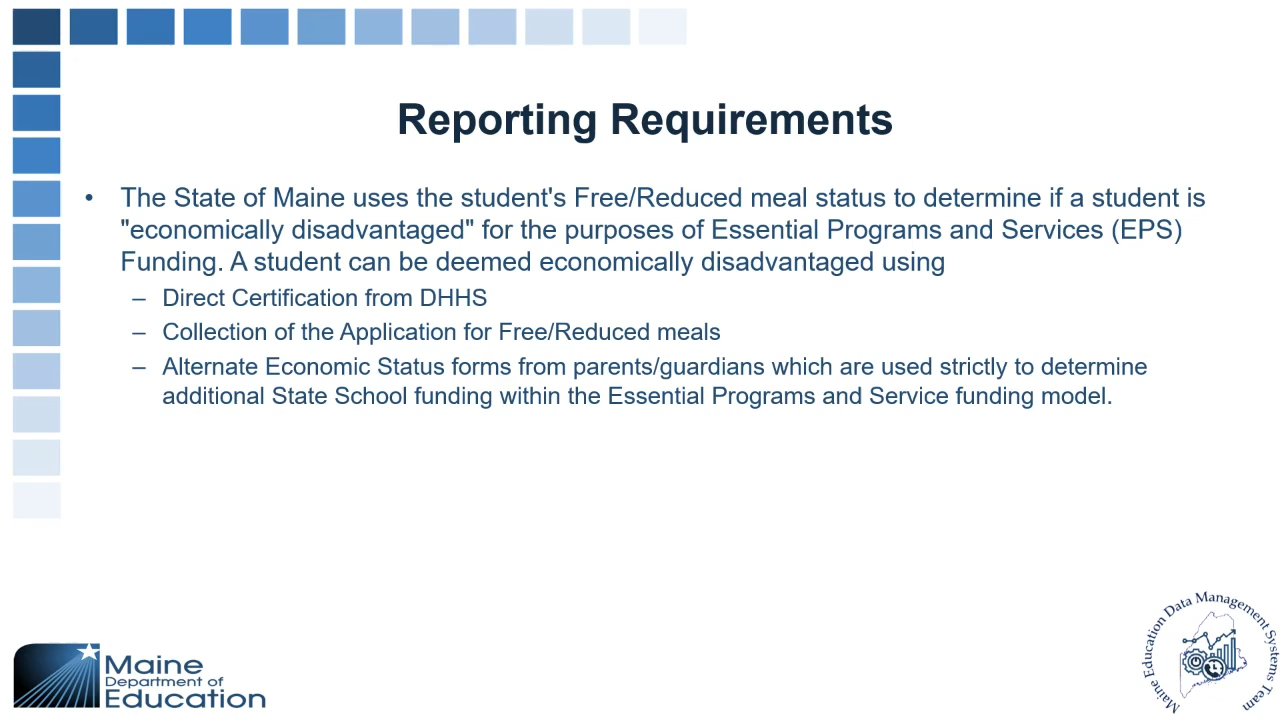 Reporting Requirements
• The State of Maine uses the student's Free/Reduced meal status to determine if a student is
"economically disadvantaged" for the purposes of Essential Programs and Services (EPS)
Funding. A student can be deemed economically disadvantaged using
– Direct Certification from DHHS
– Collection of the Application for Free/Reduced meals
– Alternate Economic Status forms from parents/guardians which are used strictly to determine
additional State School funding within the Essential Programs and Service funding model.
Maine
Department of
Education
Maine Education Data Management Systems Team